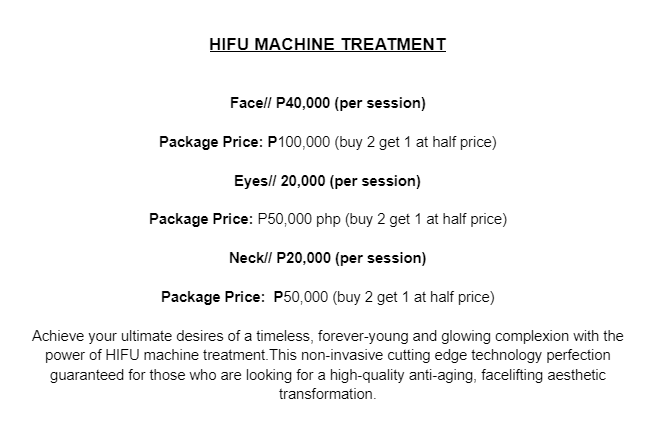 HIFU MACHINE TREATMENT
Face// P40,000 (per session)
Package Price: P100,000 (buy 2 get 1 at half price)
Eyes// 20,000 (per session)
Package Price: P50,000 php (buy 2 get 1 at half price)
Neck// P20,000 (per session)
Package Price:  P50,000 (buy 2 get 1 at half price)
Achieve your ultimate desires of a timeless, forever-young and glowing complexion with the
power of HIFU machine treatment.This non-invasive cutting edge technology perfection
guaranteed for those who are looking for a high-quality anti-aging, facelifting aesthetic
transformation.